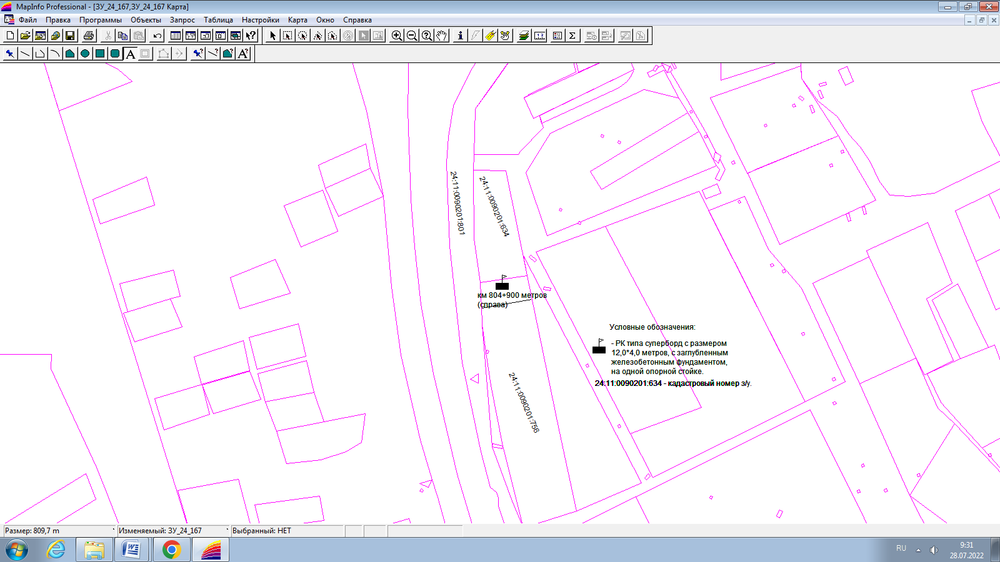 MapInfo Professional - [ЗУ_24_167,ЗУ_24_167 Карта]
Файл Правка Программы Объекты Запрос Таблица Настройки Карта Окно Справка
24:11:0090201:801
24:11:0090201:634
км 804+900 метров
(справа)
Условные обозначения:
- РК типа суперборд с размером
12,0*4,0 метров, с заглубленным
железобетонным фундаментом,
на одной опорной стойке.
24:11:0090201:634 - кадастровый номер з/у.
24:11:0090201:756
Размер: 809,7 m
Изменяемый: ЗУ_24_167
Выбранный: НЕТ
RU
9:31
28.07.2022